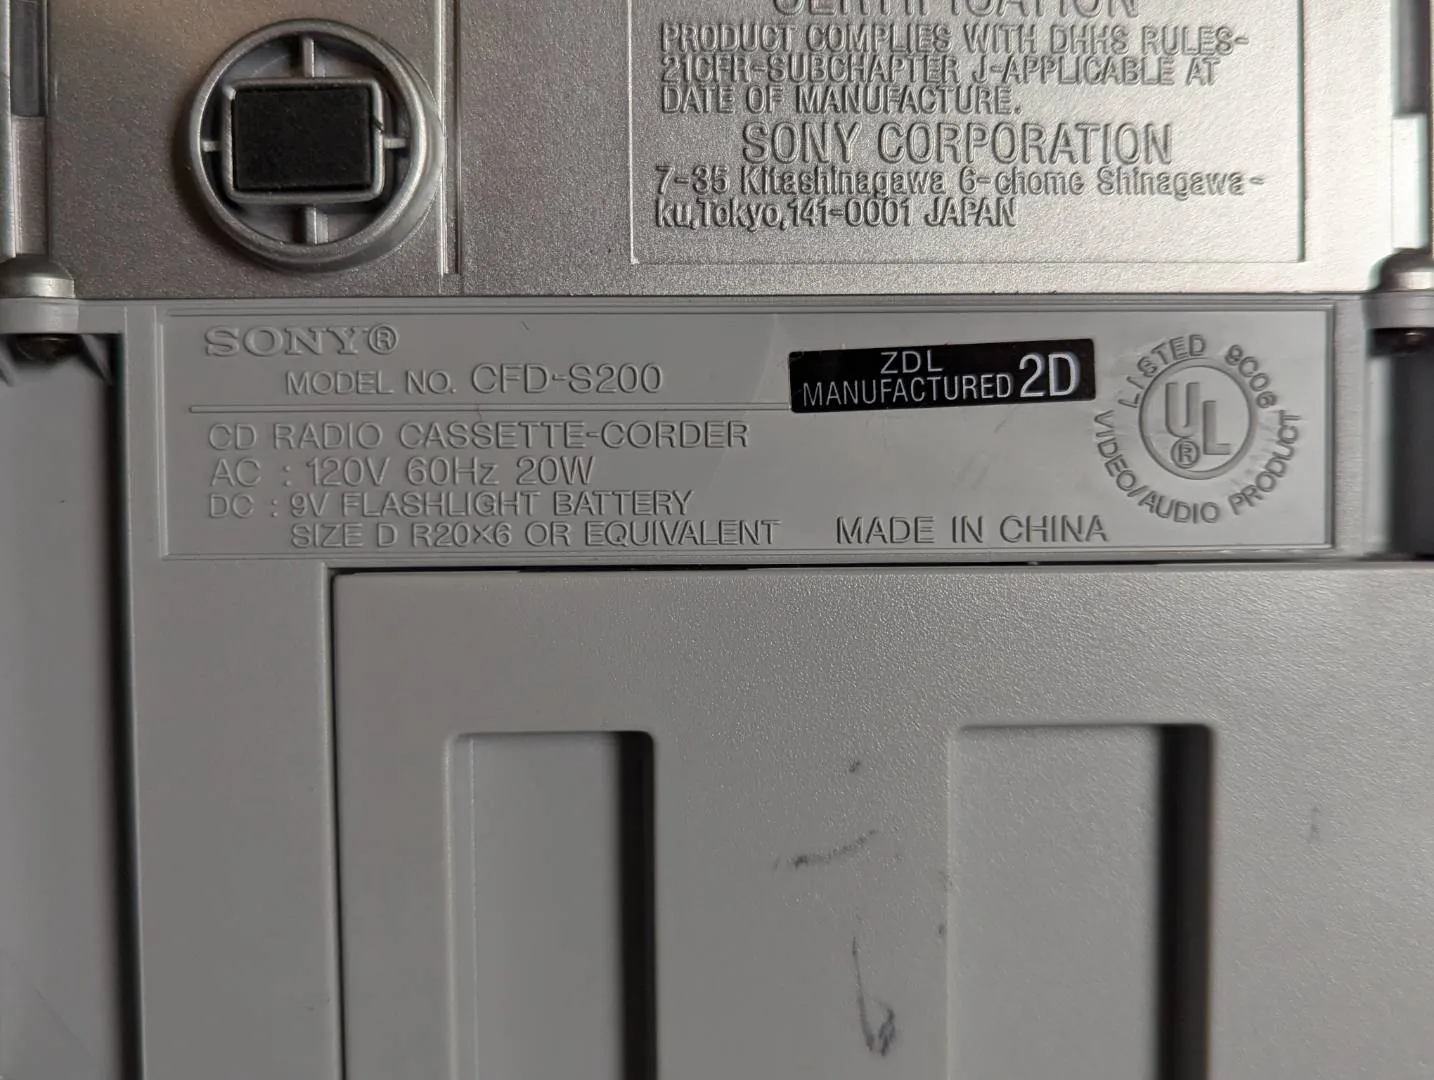 CERTIFICATION
PRODUCT COMPLIES WITH DHHS RULES-
21CFR-SUBCHAPTER J-APPLICABLE AT
DATE OF MANUFACTURE.
SONY CORPORATION
7-35 Kitashinagawa 6-chome Shinagawa-
ku,Tokyo,141-0001 JAPAN
SONY®
MODEL NO. CFD-S200
ZDL
MANUFACTURED 2D
CD RADIO CASSETTE-CORDER
AC : 120V 60Hz 20W
DC : 9V FLASHLIGHT BATTERY
SIZE D R20×6 OR EQUIVALENT
MADE IN CHINA
LISTED 9C06
UL®
VIDEO/AUDIO PRODUCT